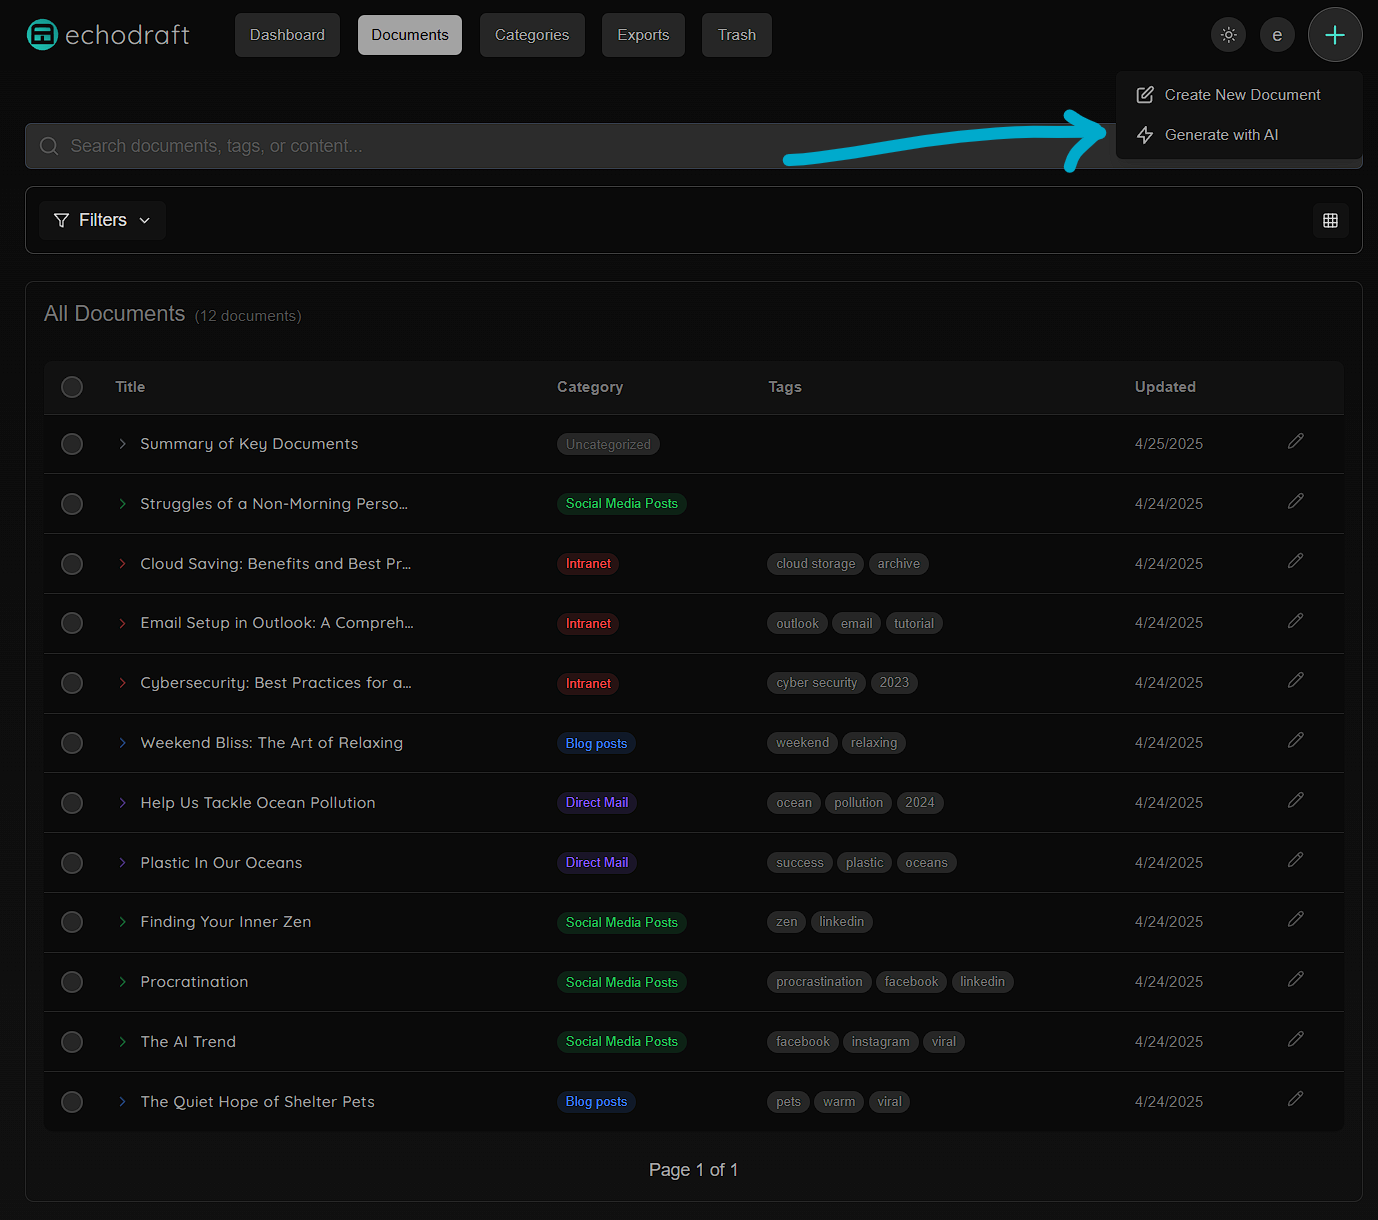 echodraft Dashboard Documents Categories Exports Trash e
Create New Document
Search documents, tags, or content...
Generate with AI
Filters
All Documents (12 documents)
Title Category Tags Updated
Summary of Key Documents Uncategorized 4/25/2025
Struggles of a Non-Morning Perso... Social Media Posts 4/24/2025
Cloud Saving: Benefits and Best Pr... Intranet cloud storage archive 4/24/2025
Email Setup in Outlook: A Compreh... Intranet outlook email tutorial 4/24/2025
Cybersecurity: Best Practices for a... Intranet cyber security 2023 4/24/2025
Weekend Bliss: The Art of Relaxing Blog posts weekend relaxing 4/24/2025
Help Us Tackle Ocean Pollution Direct Mail ocean pollution 2024 4/24/2025
Plastic In Our Oceans Direct Mail success plastic oceans 4/24/2025
Finding Your Inner Zen Social Media Posts zen linkedin 4/24/2025
Procratination Social Media Posts procrastination facebook linkedin 4/24/2025
The AI Trend Social Media Posts facebook instagram viral 4/24/2025
The Quiet Hope of Shelter Pets Blog posts pets warm viral 4/24/2025
Page 1 of 1